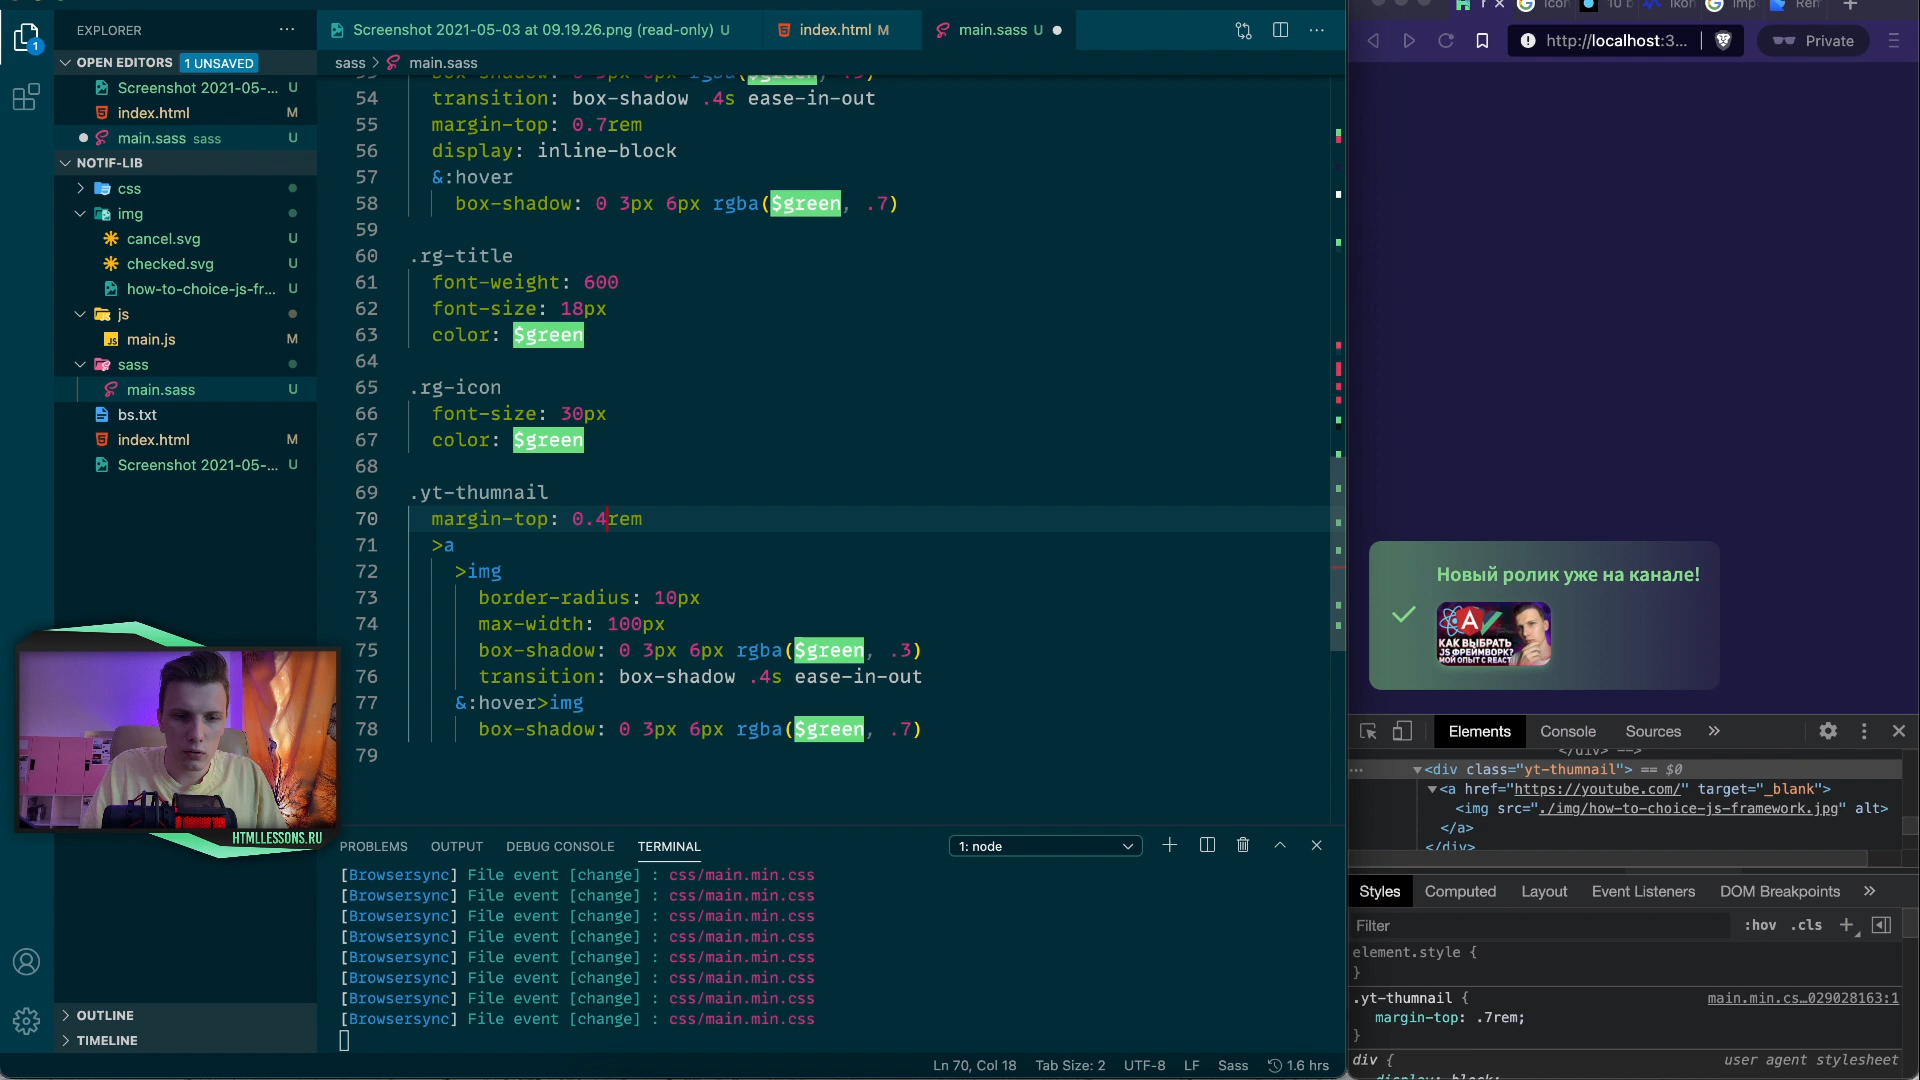 EXPLORER
OPEN EDITORS 1 UNSAVED
Screenshot 2021-05-... U
index.html M
main.sass sass U
NOTIF-LIB
css
img
cancel.svg U
checked.svg U
how-to-choice-js-fr... U
js
main.js M
sass
main.sass U
bs.txt
index.html M
Screenshot 2021-05-... U
OUTLINE
TIMELINE
HTMLLESSONS.RU
Screenshot 2021-05-03 at 09.19.26.png (read-only) U
index.html M
main.sass U
sass > main.sass
54 transition: box-shadow .4s ease-in-out
55 margin-top: 0.7rem
56 display: inline-block
57 &:hover
58 box-shadow: 0 3px 6px rgba($green, .7)
59
60 .rg-title
61 font-weight: 600
62 font-size: 18px
63 color: $green
64
65 .rg-icon
66 font-size: 30px
67 color: $green
68
69 .yt-thumnail
70 margin-top: 0.4rem
71 >a
72 >img
73 border-radius: 10px
74 max-width: 100px
75 box-shadow: 0 3px 6px rgba($green, .3)
76 transition: box-shadow .4s ease-in-out
77 &:hover>img
78 box-shadow: 0 3px 6px rgba($green, .7)
79
PROBLEMS OUTPUT DEBUG CONSOLE TERMINAL 1: node
[Browsersync] File event [change] : css/main.min.css
[Browsersync] File event [change] : css/main.min.css
[Browsersync] File event [change] : css/main.min.css
[Browsersync] File event [change] : css/main.min.css
[Browsersync] File event [change] : css/main.min.css
[Browsersync] File event [change] : css/main.min.css
[Browsersync] File event [change] : css/main.min.css
[Browsersync] File event [change] : css/main.min.css
Ln 70, Col 18 Tab Size: 2 UTF-8 LF Sass 1.6 hrs
http://localhost:3... Private
Новый ролик уже на канале!
КАК ВЫБРАТЬ
JS ФРЕЙМВОРК?
МОЙ ОПЫТ С REACT
Elements Console Sources »
</div> -->
<div class="yt-thumnail"> == $0
<a href="https://youtube.com/" target="_blank">
<img src="./img/how-to-choice-js-framework.jpg" alt>
</a>
</div>
Styles Computed Layout Event Listeners DOM Breakpoints »
Filter :hov .cls
element.style {
}
.yt-thumnail { main.min.cs…029028163:1
margin-top: .7rem;
}
div { user agent stylesheet
display: block;